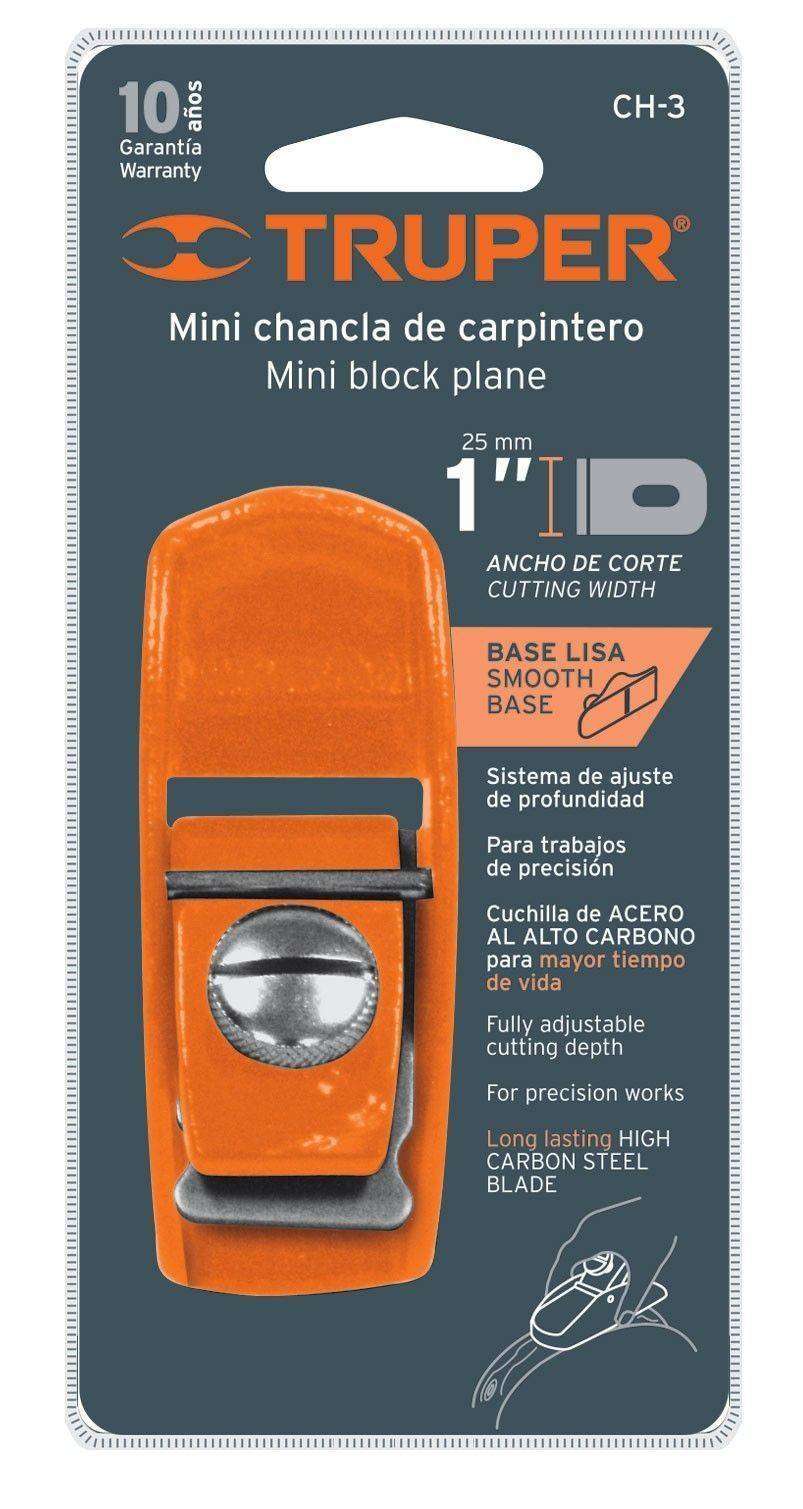 10 años
Garantía
Warranty
CH-3
TRUPER®
Mini chancla de carpintero
Mini block plane
25 mm
1"
ANCHO DE CORTE
CUTTING WIDTH
BASE LISA
SMOOTH
BASE
Sistema de ajuste
de profundidad
Para trabajos
de precisión
Cuchilla de ACERO
AL ALTO CARBONO
para mayor tiempo
de vida
Fully adjustable
cutting depth
For precision works
Long lasting HIGH
CARBON STEEL
BLADE